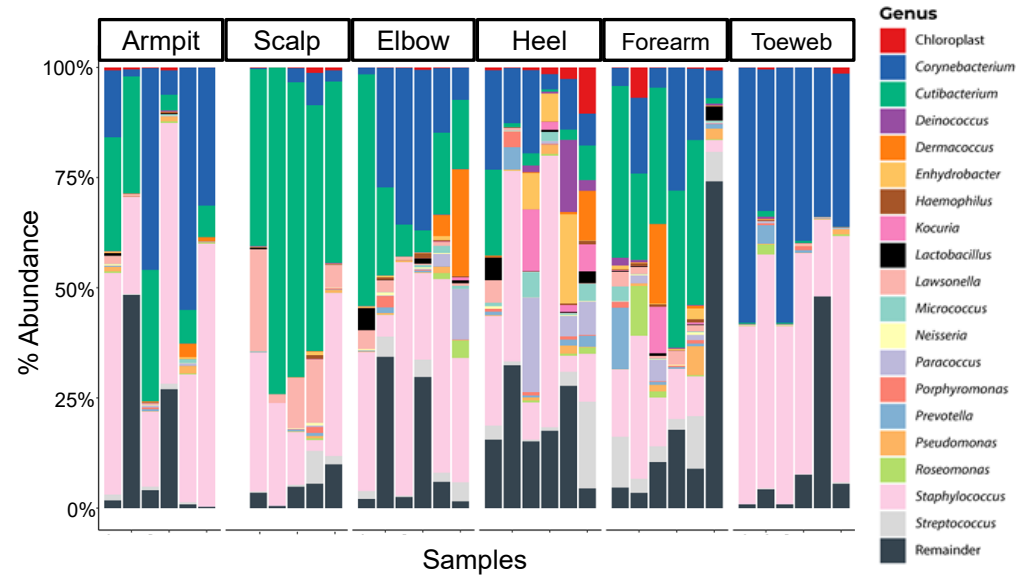 Armpit Scalp Elbow Heel Forearm Toeweb
100%
75%
50%
25%
0%
% Abundance
Samples
Genus
Chloroplast
Corynebacterium
Cutibacterium
Deinococcus
Dermacoccus
Enhydrobacter
Haemophilus
Kocuria
Lactobacillus
Lawsonella
Micrococcus
Neisseria
Paracoccus
Porphyromonas
Prevotella
Pseudomonas
Roseomonas
Staphylococcus
Streptococcus
Remainder